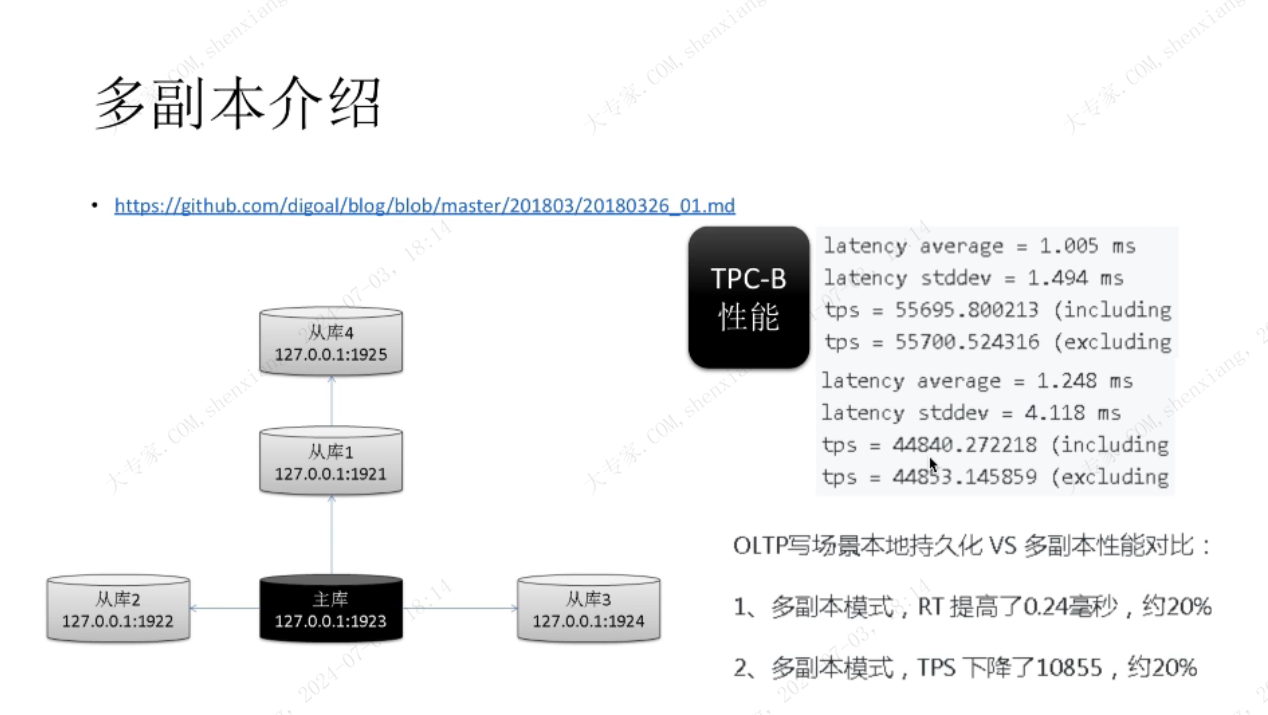 多副本介绍
• https://github.com/digoal/blog/blob/master/201803/20180326_01.md
TPC-B
性能
latency average = 1.005 ms
latency stddev = 1.494 ms
tps = 55695.800213 (including
tps = 55700.524316 (excluding
latency average = 1.248 ms
latency stddev = 4.118 ms
tps = 44840.272218 (including
tps = 44853.145859 (excluding
从库4
127.0.0.1:1925
从库1
127.0.0.1:1921
从库2
127.0.0.1:1922
主库
127.0.0.1:1923
从库3
127.0.0.1:1924
OLTP写场景本地持久化 VS 多副本性能对比：
1、多副本模式，RT 提高了0.24毫秒，约20%
2、多副本模式，TPS 下降了10855，约20%
大专家.COM,shenxiang, 2024-07-03, 18:14